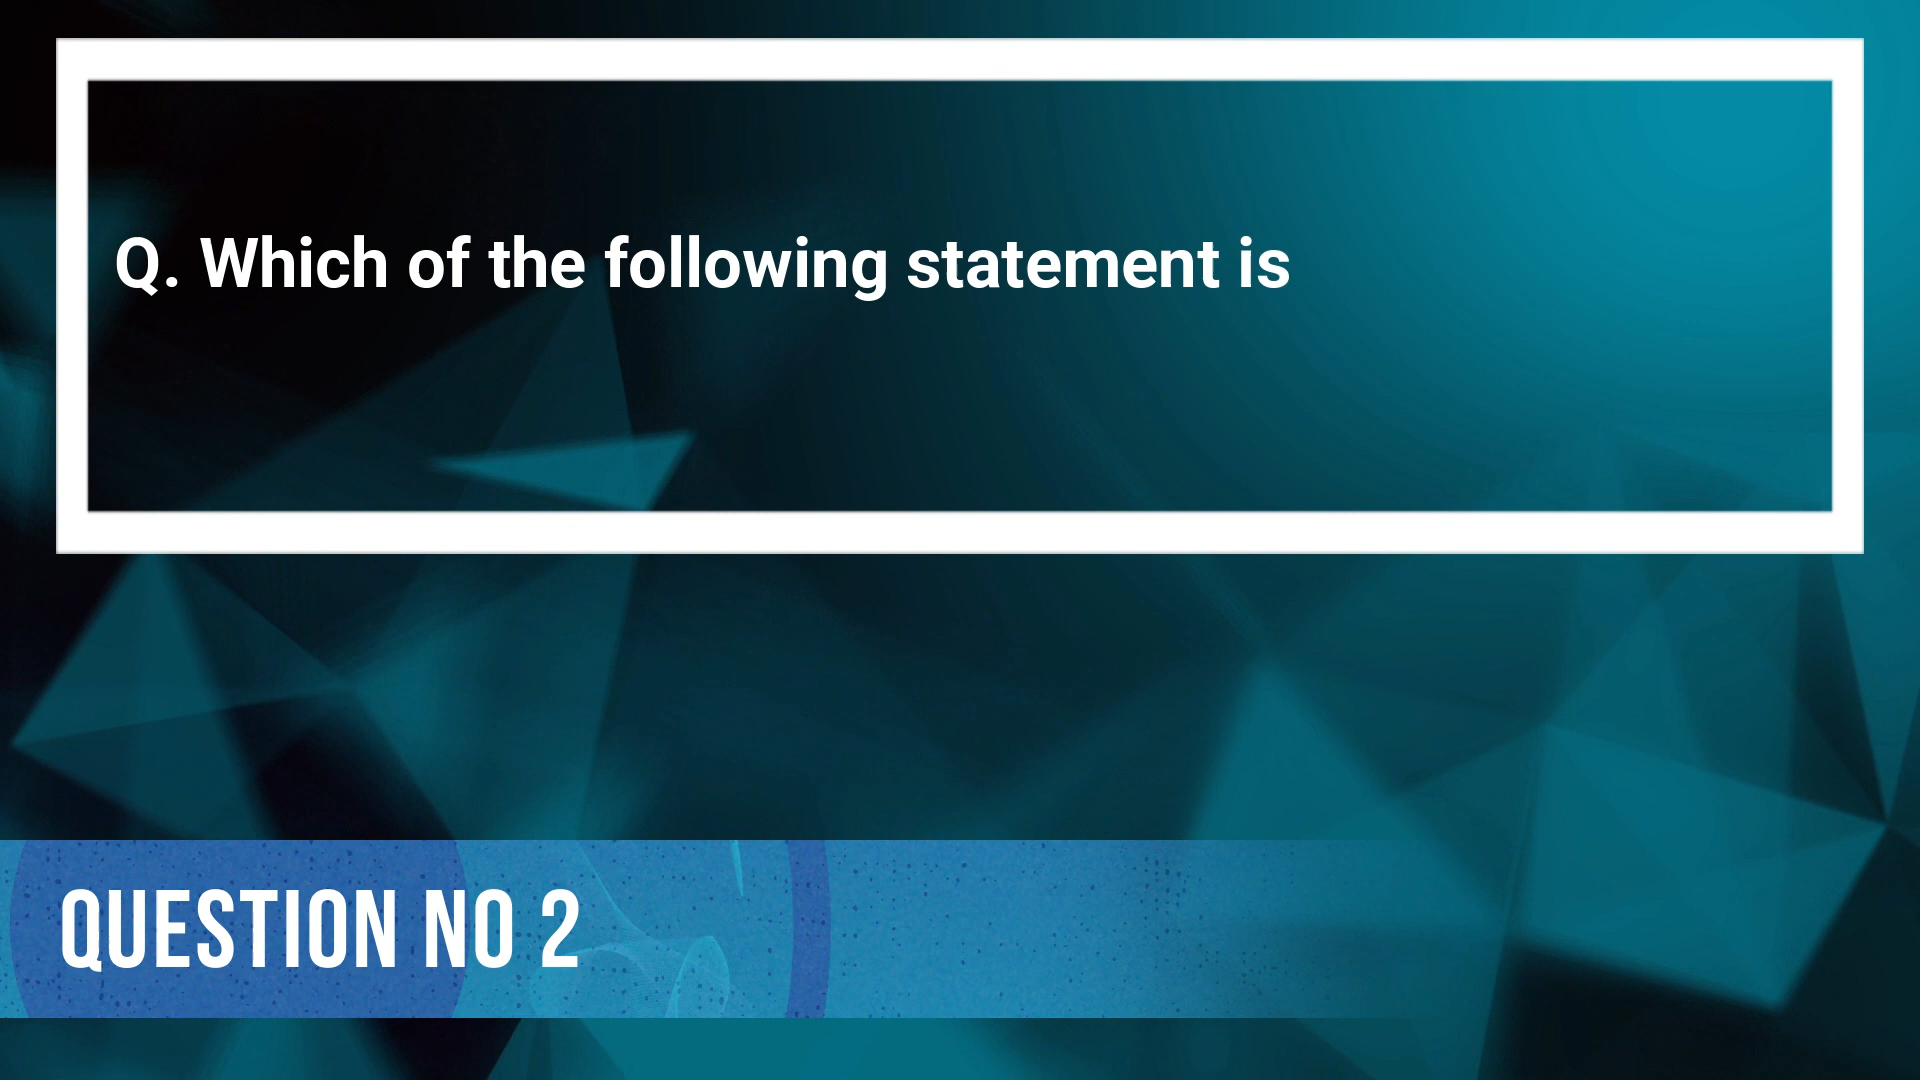 Q. Which of the following statement is
QUESTION NO 2